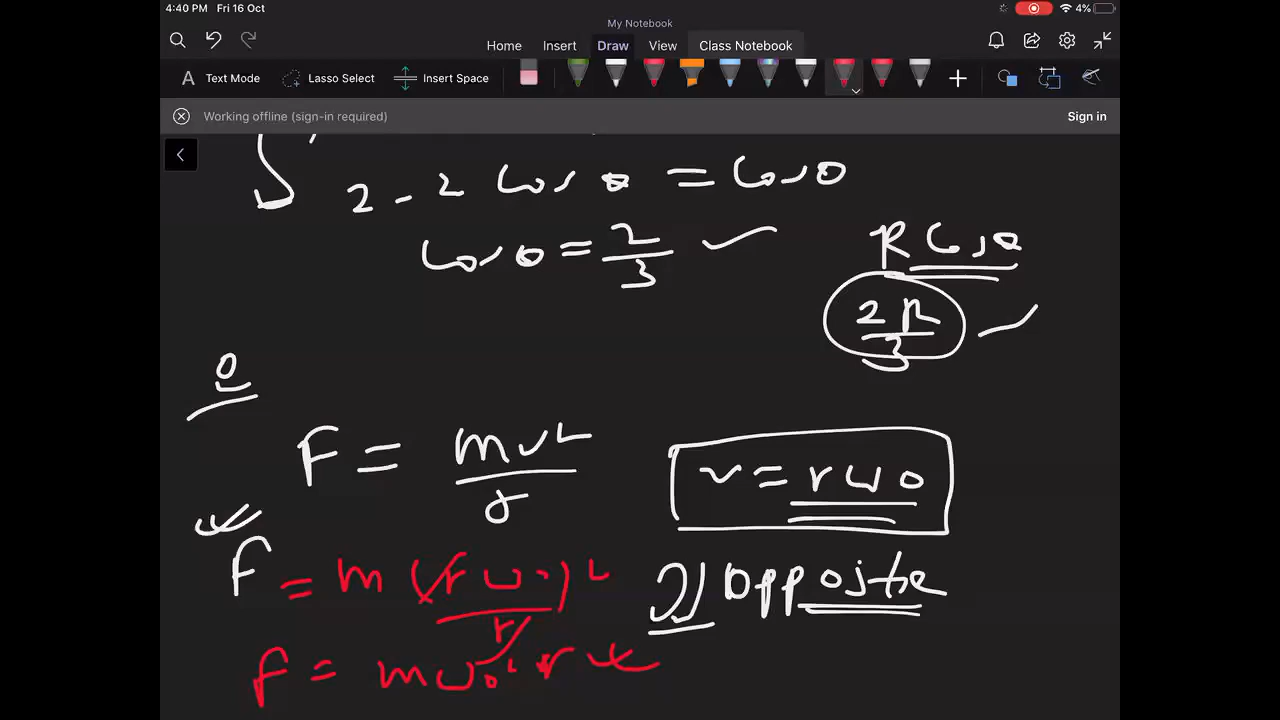 4:40 PM Fri 16 Oct
4%
My Notebook
Home Insert Draw View Class Notebook
Text Mode Lasso Select Insert Space
Working offline (sign-in required) Sign in
2 - 2 Cos θ = Cos θ
Cos θ = 2/3
R Cos θ
2R/3
F = mv²/r
v = rω0
F = m(rω0)²/r
2) Opposite
F = mω0² r